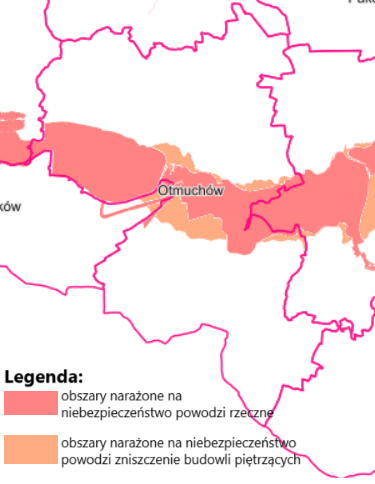 Otmuchów
ków
Legenda:
obszary narażone na
niebezpieczeństwo powodzi rzeczne
obszary narażone na niebezpieczeństwo
powodzi zniszczenie budowli piętrzących